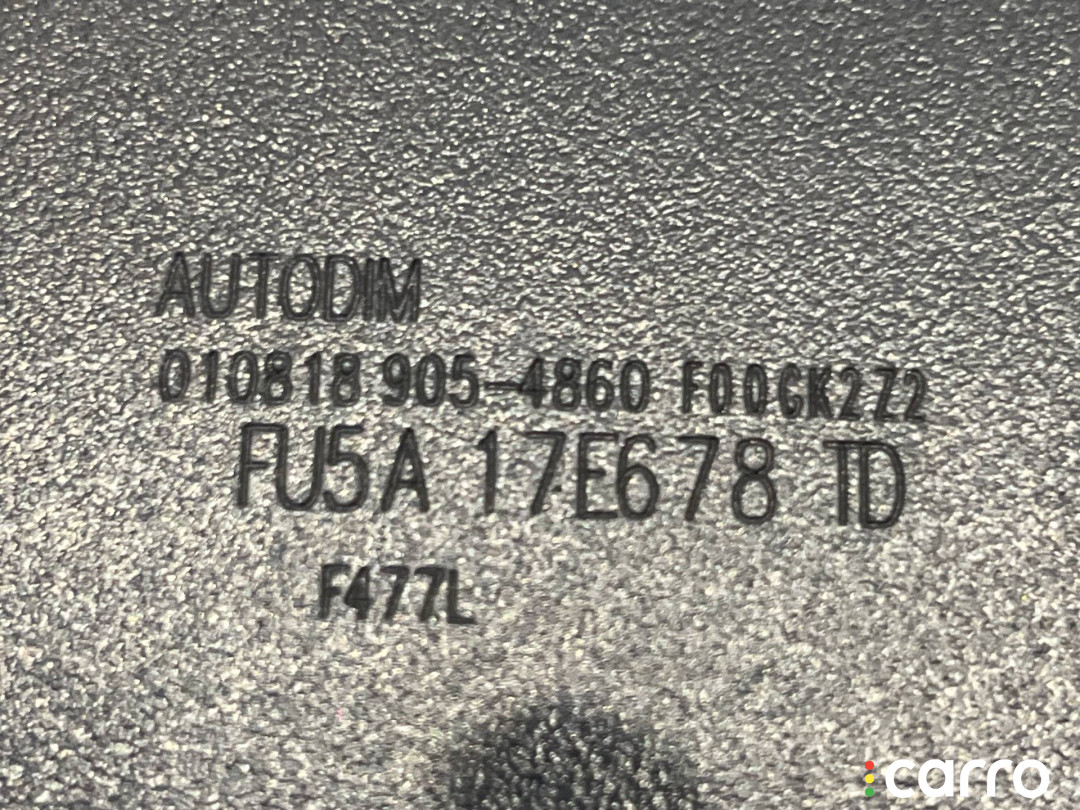 AUTODIM
010818 905-4860 F00GK2Z2
FU5A 17E678 TD
F477L
carro